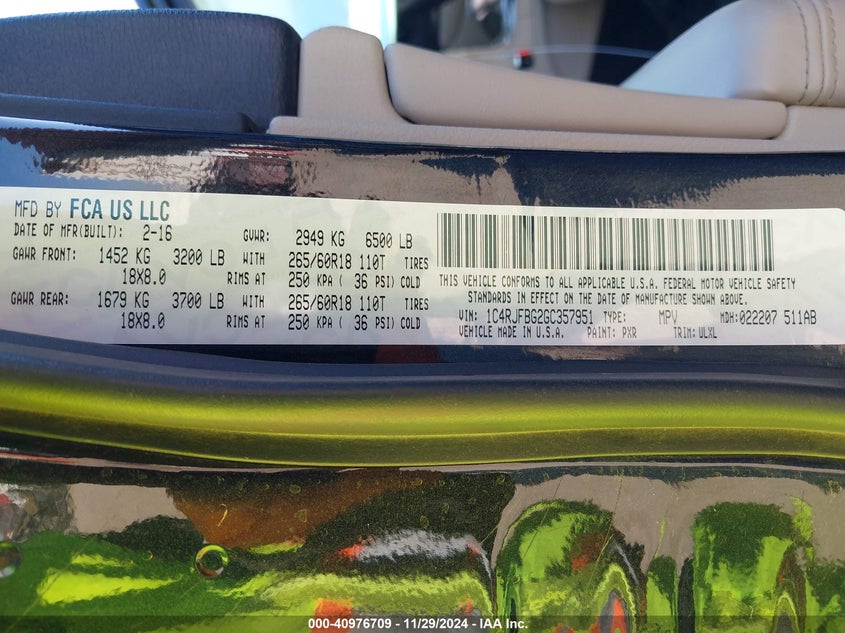 MFD BY FCA US LLC
DATE OF MFR(BUILT): 2-16 GVWR: 2949 KG 6500 LB
GAWR FRONT: 1452 KG 3200 LB WITH 265/60R18 110T TIRES
18X8.0 RIMS AT 250 KPA ( 36 PSI) COLD
GAWR REAR: 1679 KG 3700 LB WITH 265/60R18 110T TIRES
18X8.0 RIMS AT 250 KPA ( 36 PSI) COLD
THIS VEHICLE CONFORMS TO ALL APPLICABLE U.S.A. FEDERAL MOTOR VEHICLE SAFETY
STANDARDS IN EFFECT ON THE DATE OF MANUFACTURE SHOWN ABOVE.
VIN: 1C4RJFBG2GC357951 TYPE: MPV MDH:022207 511AB
VEHICLE MADE IN U.S.A. PAINT: PXR TRIM: ULXL
000-40976709 - 11/29/2024 - IAA Inc.